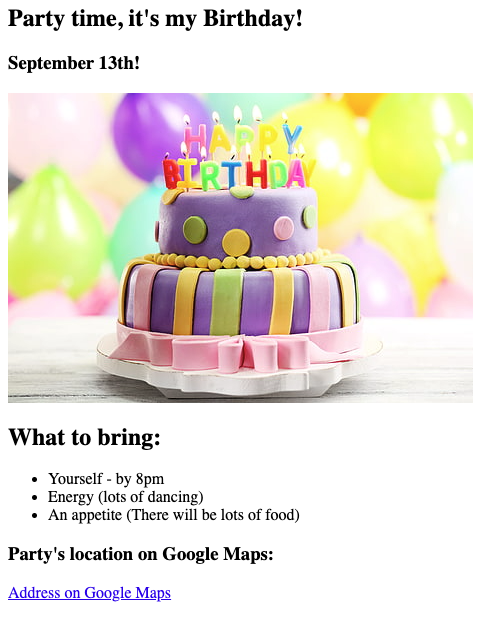 Party time, it's my Birthday!
September 13th!
HAPPY
BIRTHDAY
What to bring:
Yourself - by 8pm
Energy (lots of dancing)
An appetite (There will be lots of food)
Party's location on Google Maps:
Address on Google Maps